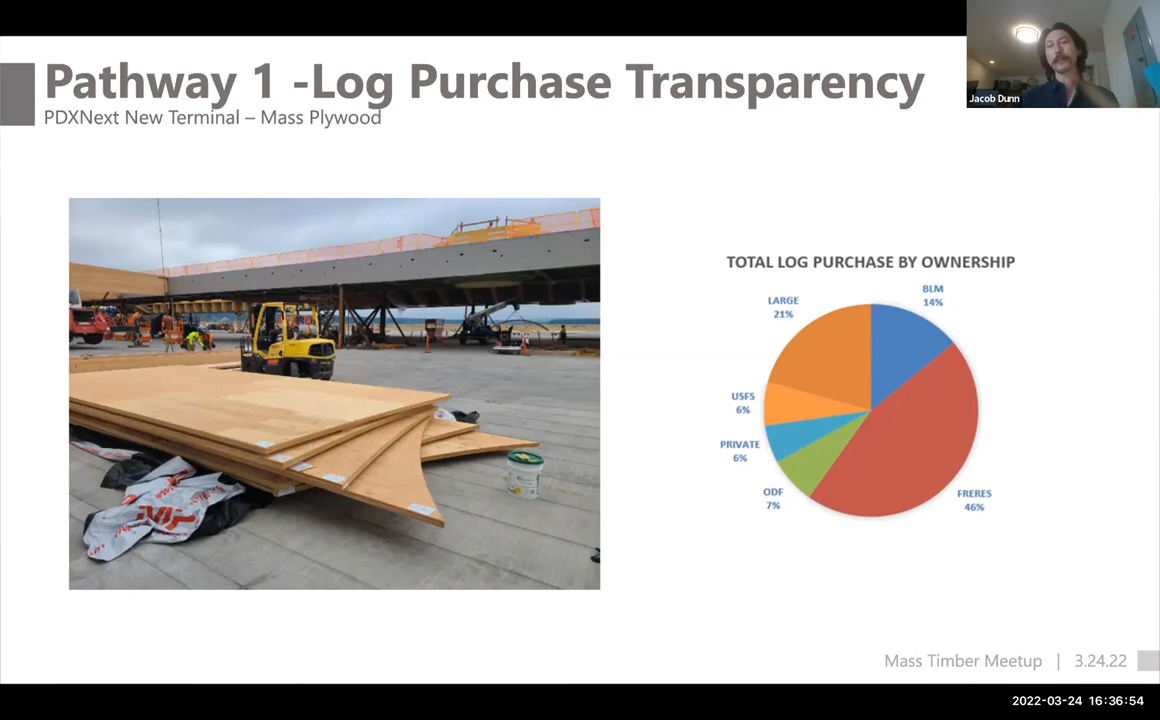 Pathway 1 -Log Purchase Transparency
PDXNext New Terminal – Mass Plywood
Jacob Dunn
TOTAL LOG PURCHASE BY OWNERSHIP
BLM
14%
LARGE
21%
USFS
6%
PRIVATE
6%
ODF
7%
FRERES
46%
Mass Timber Meetup | 3.24.22
2022-03-24 16:36:54